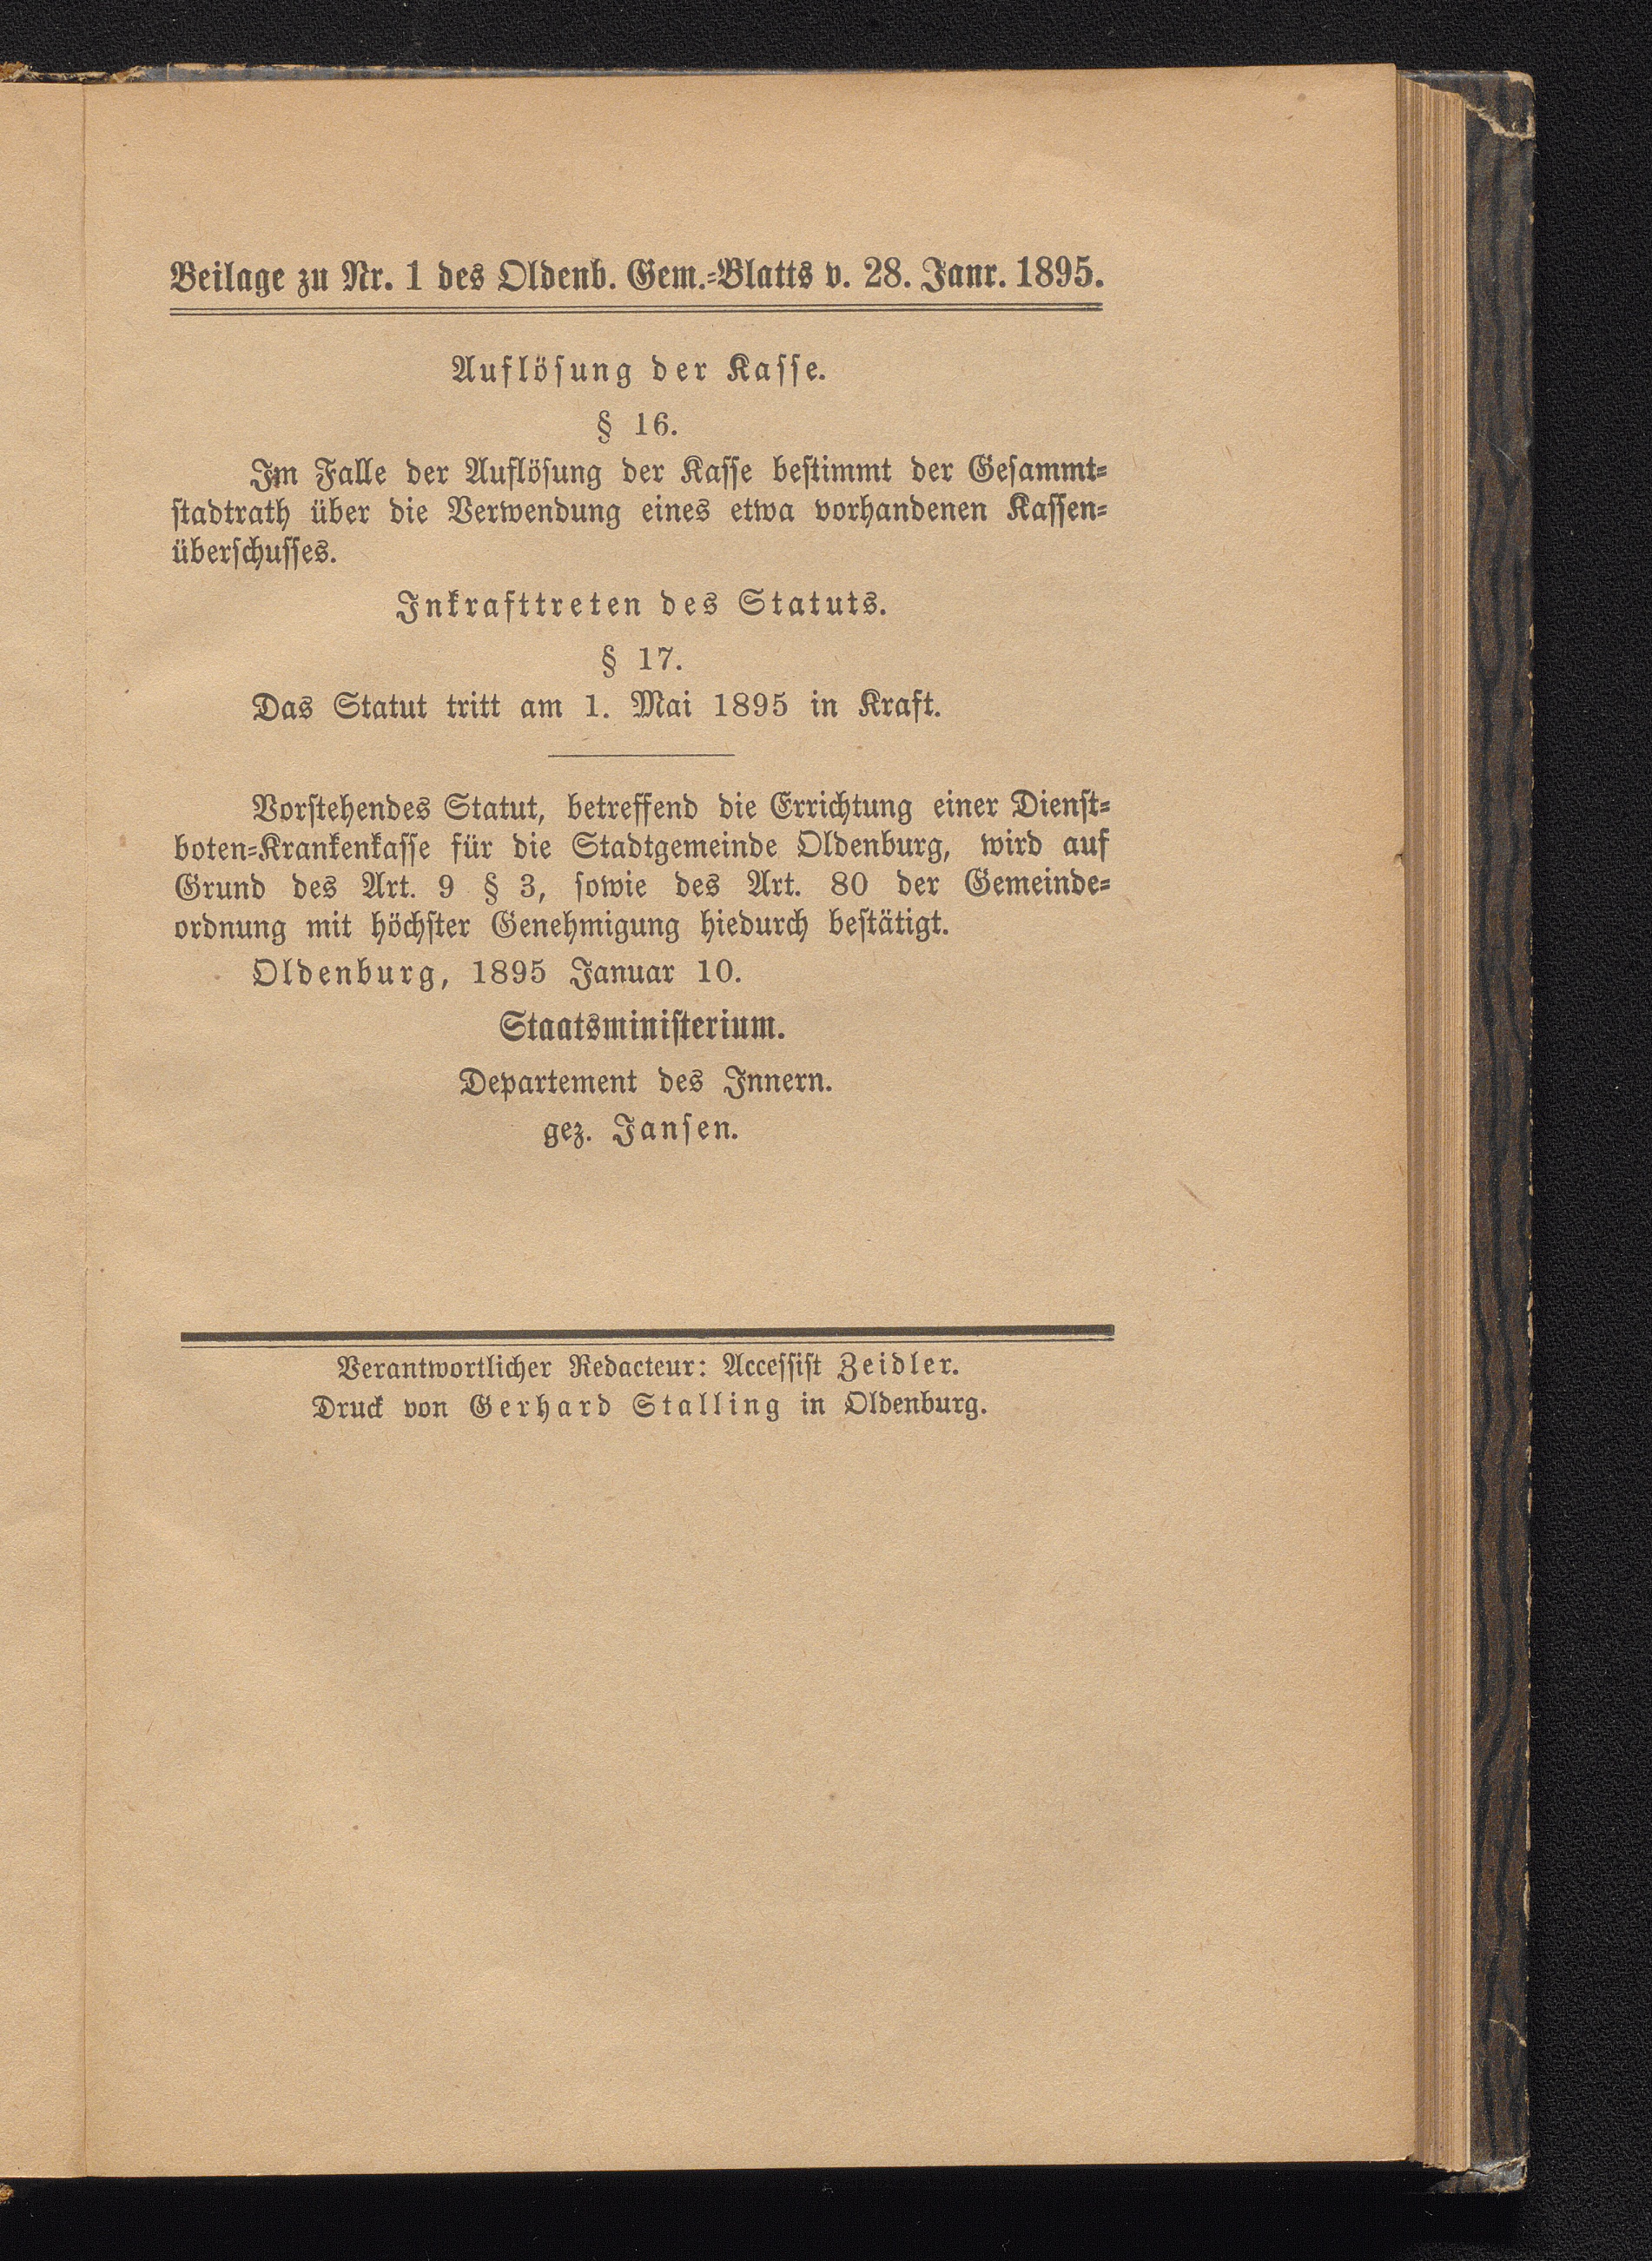 Beilage zu Nr. 1 des Oldenb. Gem.-Blatts v. 28. Janr. 1895.
Auflösung der Kasse.
§ 16.
Im Falle der Auflösung der Kasse bestimmt der Gesammt-
stadtrath über die Verwendung eines etwa vorhandenen Kassen-
überschusses.
Inkrafttreten des Statuts.
§ 17.
Das Statut tritt am 1. Mai 1895 in Kraft.
Vorstehendes Statut, betreffend die Errichtung einer Dienst-
boten-Krankenkasse für die Stadtgemeinde Oldenburg, wird auf
Grund des Art. 9 § 3, sowie des Art. 80 der Gemeinde-
ordnung mit höchster Genehmigung hiedurch bestätigt.
Oldenburg, 1895 Januar 10.
Staatsministerium.
Departement des Innern.
gez. Jansen.
Verantwortlicher Redacteur: Accessist Zeidler.
Druck von Gerhard Stalling in Oldenburg.